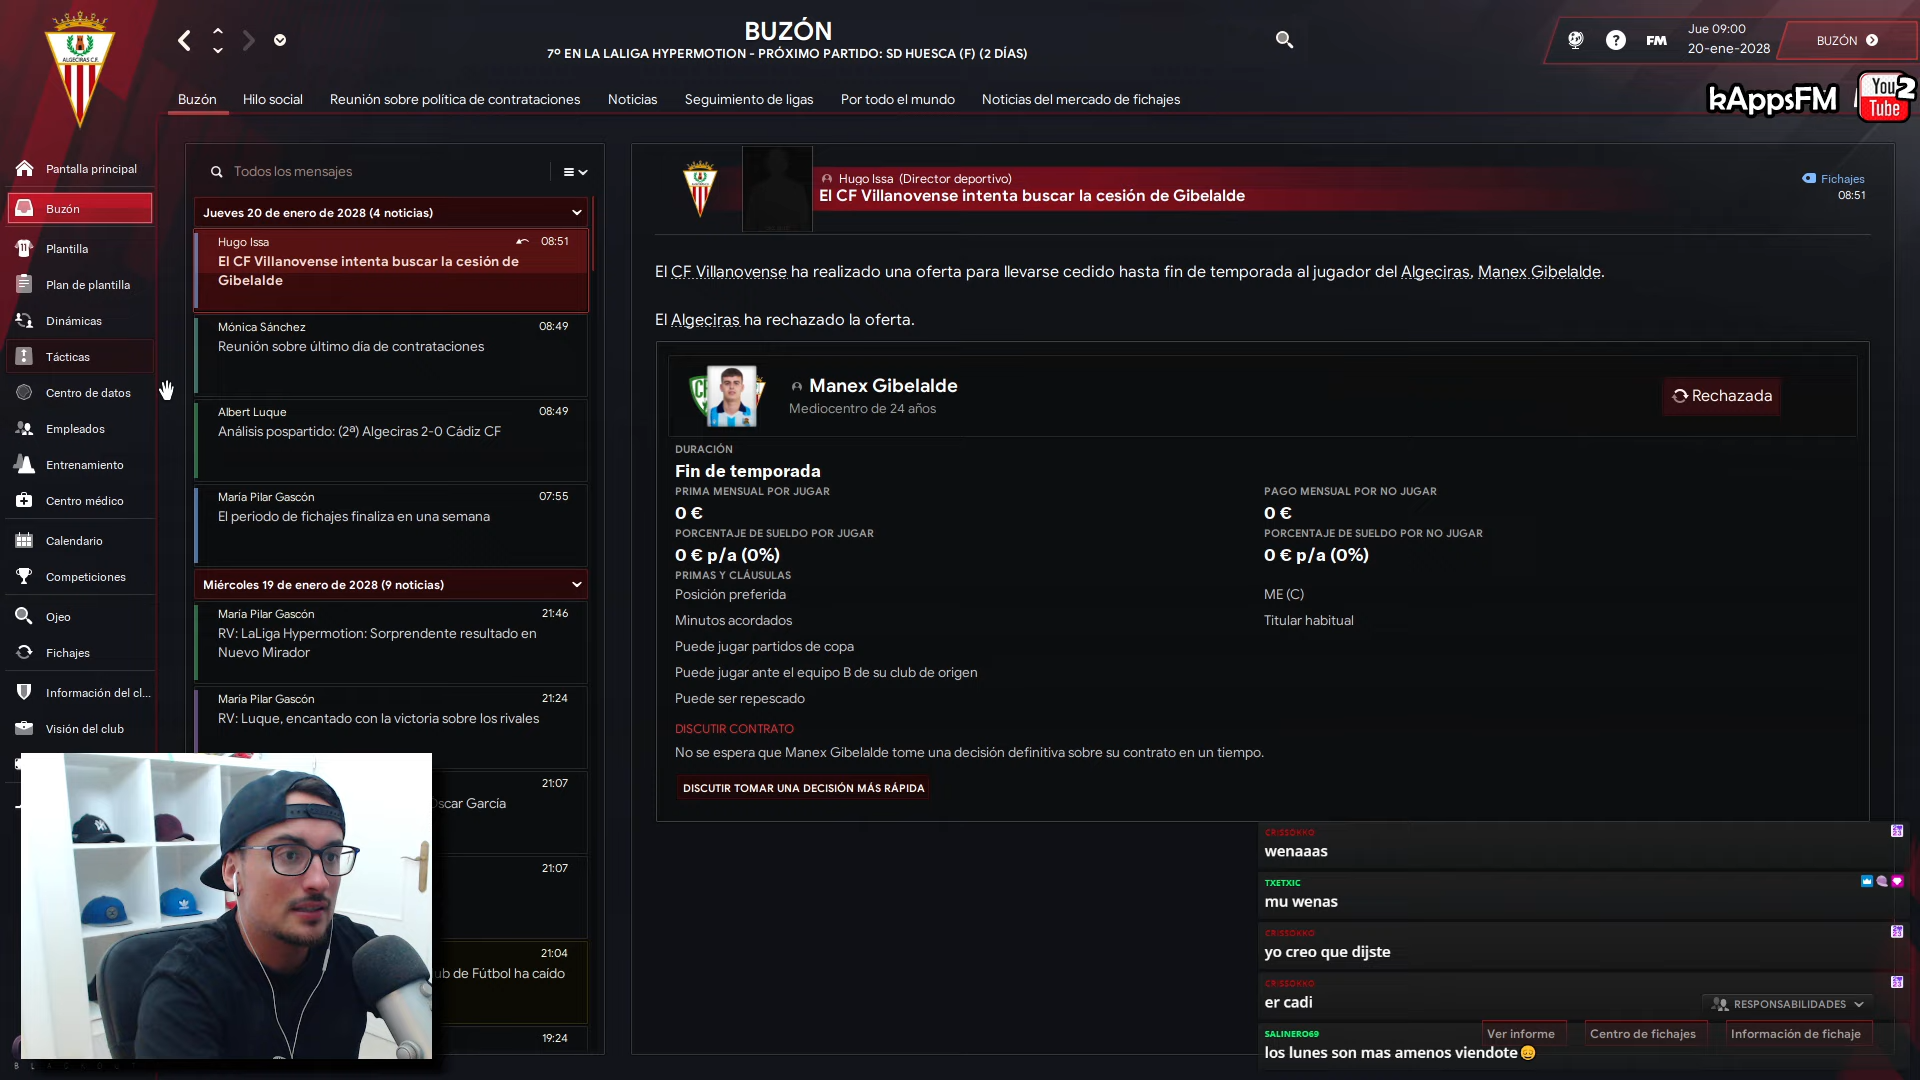 BUZÓN
7º EN LA LALIGA HYPERMOTION - PRÓXIMO PARTIDO: SD HUESCA (F) (2 DÍAS)
FM
Jue 09:00
20-ene-2028
BUZÓN
ALGECIRAS C.F.
Buzón
Hilo social
Reunión sobre política de contrataciones
Noticias
Seguimiento de ligas
Por todo el mundo
Noticias del mercado de fichajes
kAppsFM
You2
Tube
Pantalla principal
Buzón
Plantilla
Plan de plantilla
Dinámicas
Tácticas
Centro de datos
Empleados
Entrenamiento
Centro médico
Calendario
Competiciones
Ojeo
Fichajes
Información del cl...
Visión del club
Todos los mensajes
Jueves 20 de enero de 2028 (4 noticias)
Hugo Issa
08:51
El CF Villanovense intenta buscar la cesión de
Gibelalde
Mónica Sánchez
08:49
Reunión sobre último día de contrataciones
Albert Luque
08:49
Análisis pospartido: (2ª) Algeciras 2-0 Cádiz CF
María Pilar Gascón
07:55
El periodo de fichajes finaliza en una semana
Miércoles 19 de enero de 2028 (9 noticias)
María Pilar Gascón
21:46
RV: LaLiga Hypermotion: Sorprendente resultado en
Nuevo Mirador
María Pilar Gascón
21:24
RV: Luque, encantado con la victoria sobre los rivales
21:07
Oscar García
21:07
21:04
ub de Fútbol ha caído
19:24
Hugo Issa (Director deportivo)
El CF Villanovense intenta buscar la cesión de Gibelalde
Fichajes
08:51
El CF Villanovense ha realizado una oferta para llevarse cedido hasta fin de temporada al jugador del Algeciras, Manex Gibelalde.
El Algeciras ha rechazado la oferta.
Manex Gibelalde
Mediocentro de 24 años
Rechazada
DURACIÓN
Fin de temporada
PRIMA MENSUAL POR JUGAR
PAGO MENSUAL POR NO JUGAR
0 €
0 €
PORCENTAJE DE SUELDO POR JUGAR
PORCENTAJE DE SUELDO POR NO JUGAR
0 € p/a (0%)
0 € p/a (0%)
PRIMAS Y CLÁUSULAS
Posición preferida
ME (C)
Minutos acordados
Titular habitual
Puede jugar partidos de copa
Puede jugar ante el equipo B de su club de origen
Puede ser repescado
DISCUTIR CONTRATO
No se espera que Manex Gibelalde tome una decisión definitiva sobre su contrato en un tiempo.
DISCUTIR TOMAR UNA DECISIÓN MÁS RÁPIDA
CRISSOKKO
wenaaas
TXETXIC
mu wenas
CRISSOKKO
yo creo que dijste
CRISSOKKO
er cadi
RESPONSABILIDADES
SALINERO69
Ver informe
Centro de fichajes
Información de fichaje
los lunes son mas amenos viendote